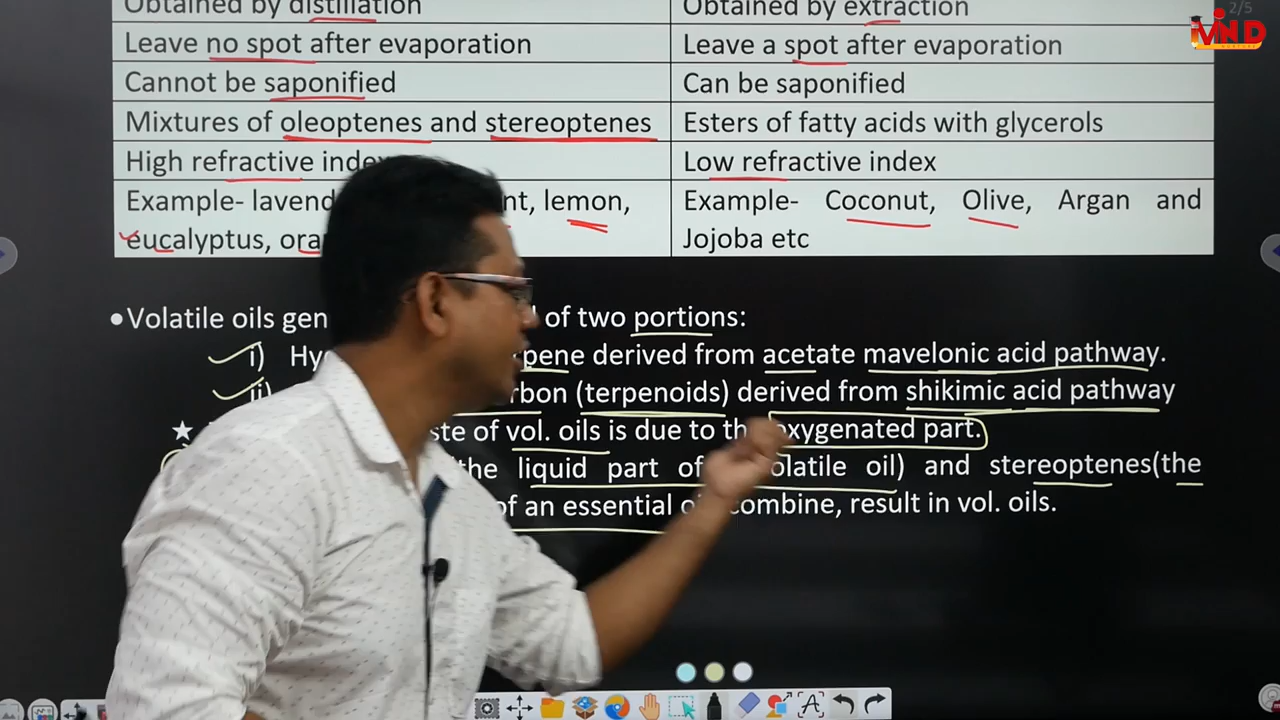 Obtained by distillation Obtained by extraction
2/5
MIND
Leave no spot after evaporation Leave a spot after evaporation
Cannot be saponified Can be saponified
Mixtures of oleoptenes and stereoptenes Esters of fatty acids with glycerols
High refractive index Low refractive index
Example- lavend nt, lemon, Example- Coconut, Olive, Argan and
eucalyptus, ora Jojoba etc
•Volatile oils gen of two portions:
i) Hy pene derived from acetate mavelonic acid pathway.
ii) rbon (terpenoids) derived from shikimic acid pathway
ste of vol. oils is due to th oxygenated part.
(the liquid part of olatile oil) and stereoptenes(the
of an essential combine, result in vol. oils.